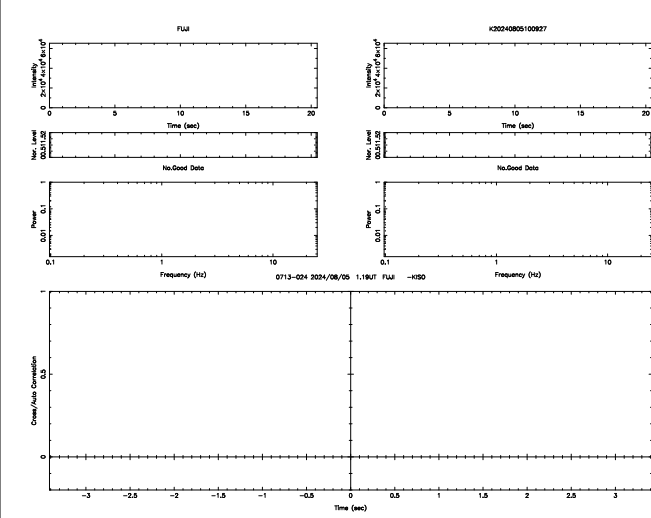 FUJI
K20240805100927
Intensity
0 2×10⁴ 4×10⁴ 6×10⁴
0 5 10 15 20
Time (sec)
Intensity
0 2×10⁴ 4×10⁴ 6×10⁴
0 5 10 15 20
Time (sec)
Nor. Level
00.511.52
Nor. Level
00.511.52
No.Good Data
No.Good Data
Power
1
0.1
0.01
0.1 1 10
Frequency (Hz)
Power
1
0.1
0.01
0.1 1 10
Frequency (Hz)
0713-024 2024/08/05 1.19UT FUJI -KISO
Cross/Auto Correlation
1
0.5
0
-3 -2.5 -2 -1.5 -1 -0.5 0 0.5 1 1.5 2 2.5 3
Time (sec)